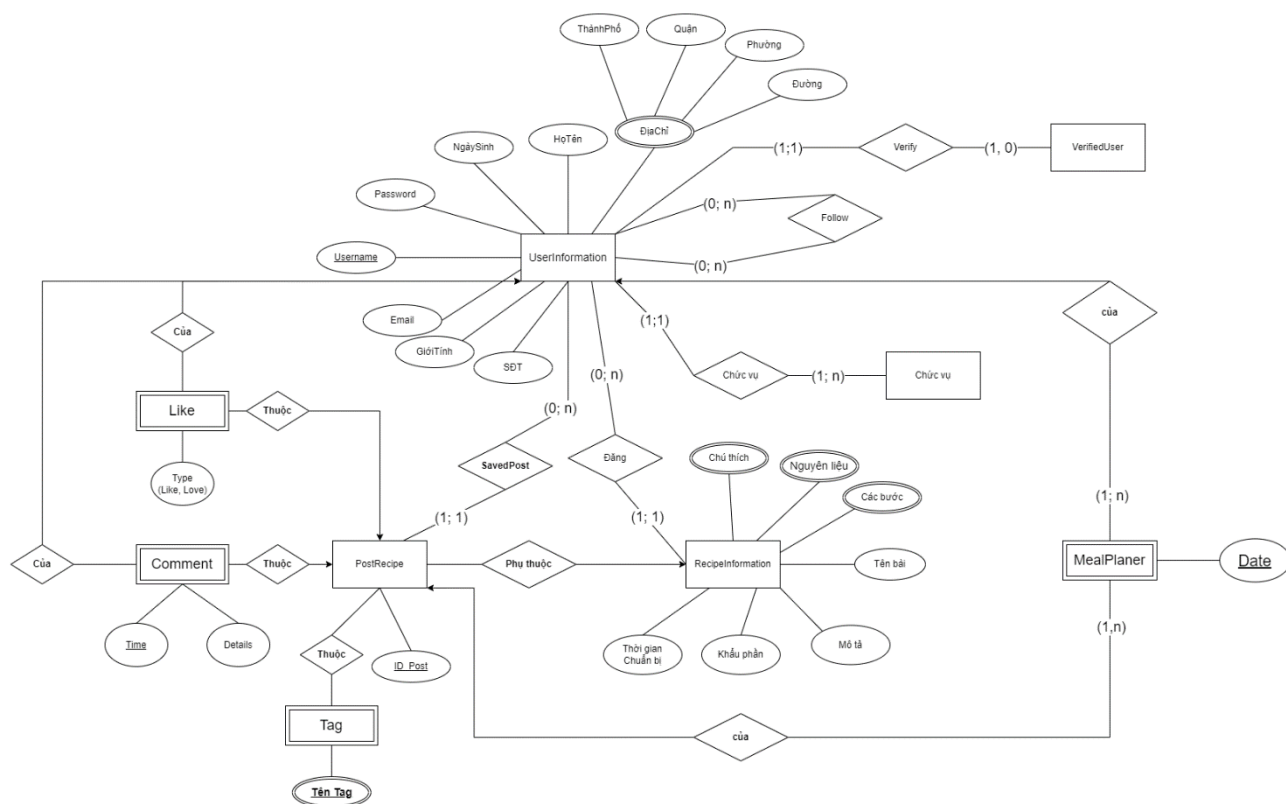 ThànhPhố
Quận
Phường
Đường
ĐịaChỉ
HọTên
NgáySinh
Password
Username
UserInformation
Email
GiớiTính
SĐT
(1;1)
Verify
(1, 0)
VerifiedUser
(0; n)
Follow
(0; n)
(1;1)
Chức vụ
(1; n)
Chức vụ
của
Của
Like
Thuộc
Type
(Like, Love)
(0; n)
SavedPost
(1; 1)
(0; n)
Đăng
(1; 1)
Chú thích
Nguyên liệu
Các bước
(1; n)
Của
Comment
Thuộc
PostRecipe
Phụ thuộc
RecipeInformation
Tên bài
MealPlaner
Date
Time
Details
Thuộc
ID_Post
Thời gian
Chuẩn bị
Khẩu phần
Mô tả
(1,n)
Tag
của
Tên Tag